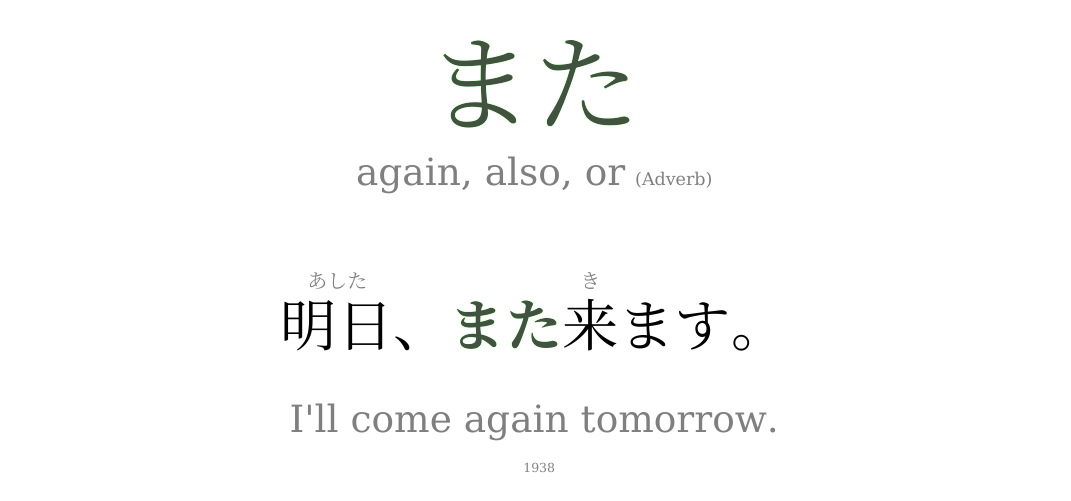 また
again, also, or (Adverb)
あした き
明日、また来ます。
I'll come again tomorrow.
1938